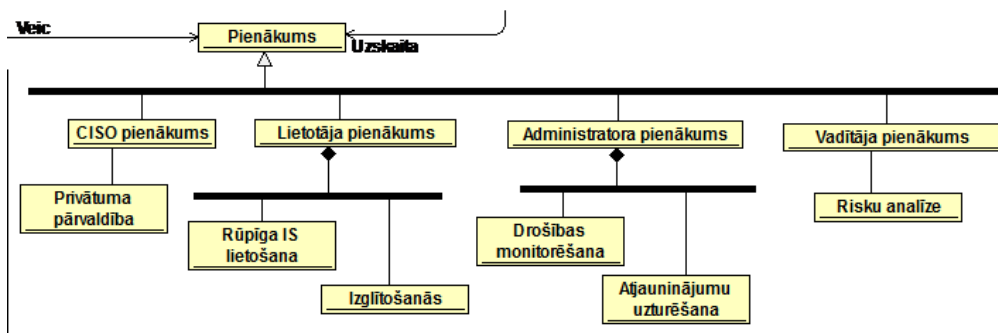 Veic
Pienākums
Uzskaita
CISO pienākums
Lietotāja pienākums
Administratora pienākums
Vadītāja pienākums
Privātuma
pārvaldība
Rūpīga IS
lietošana
Izglītošanās
Drošības
monitorēšana
Atjauninājumu
uzturēšana
Risku analīze